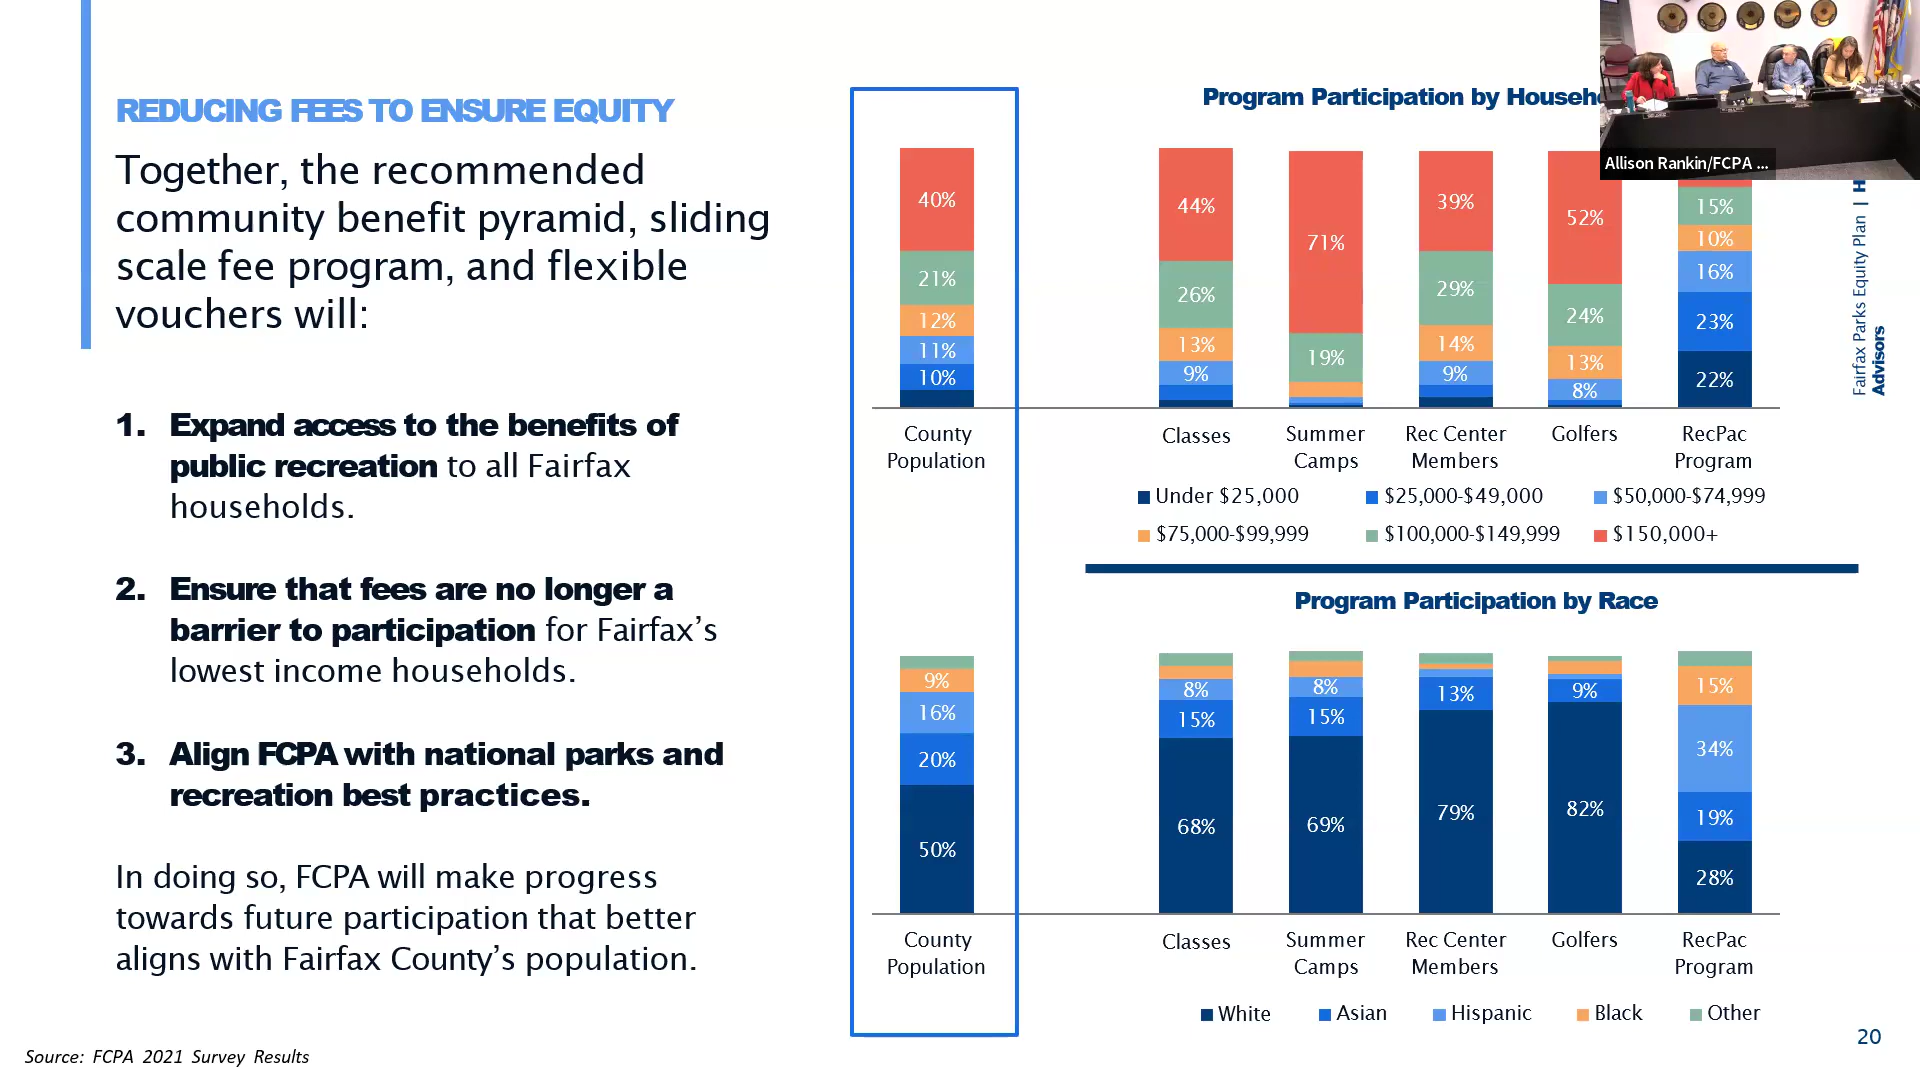 REDUCING FEES TO ENSURE EQUITY
Together, the recommended
community benefit pyramid, sliding
scale fee program, and flexible
vouchers will:
1. Expand access to the benefits of
public recreation to all Fairfax
households.
2. Ensure that fees are no longer a
barrier to participation for Fairfax's
lowest income households.
3. Align FCPA with national parks and
recreation best practices.
In doing so, FCPA will make progress
towards future participation that better
aligns with Fairfax County's population.
Source: FCPA 2021 Survey Results
Program Participation by
Allison Rankin/FCPA ...
40%
21%
12%
11%
10%
44%
26%
13%
9%
71%
19%
39%
29%
14%
9%
52%
24%
13%
8%
15%
10%
16%
23%
22%
County
Population
Classes
Summer
Camps
Rec Center
Members
Golfers
RecPac
Program
Under $25,000 $25,000-$49,000 $50,000-$74,999
$75,000-$99,999 $100,000-$149,999 $150,000+
Program Participation by Race
9%
16%
20%
50%
8%
15%
68%
8%
15%
69%
13%
79%
9%
82%
15%
34%
19%
28%
County
Population
Classes
Summer
Camps
Rec Center
Members
Golfers
RecPac
Program
White Asian Hispanic Black Other
Fairfax Parks Equity Plan | H
Advisors
20